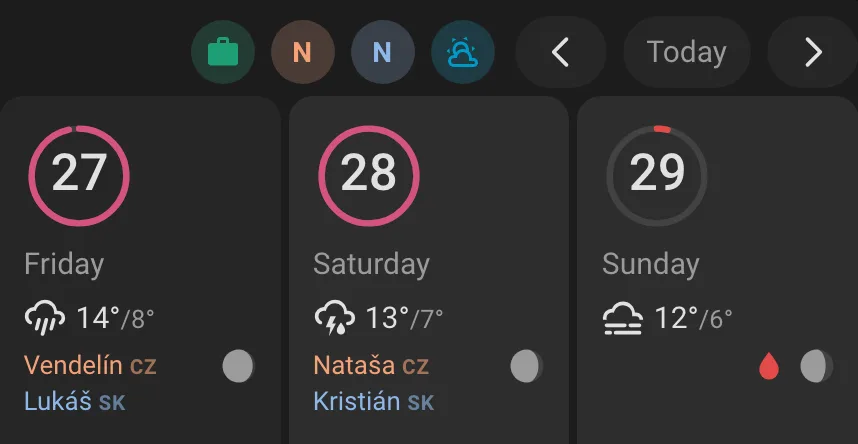 N N Today
27 28 29
Friday Saturday Sunday
14°/8° 13°/7° 12°/6°
Vendelín CZ Nataša CZ
Lukáš SK Kristián SK